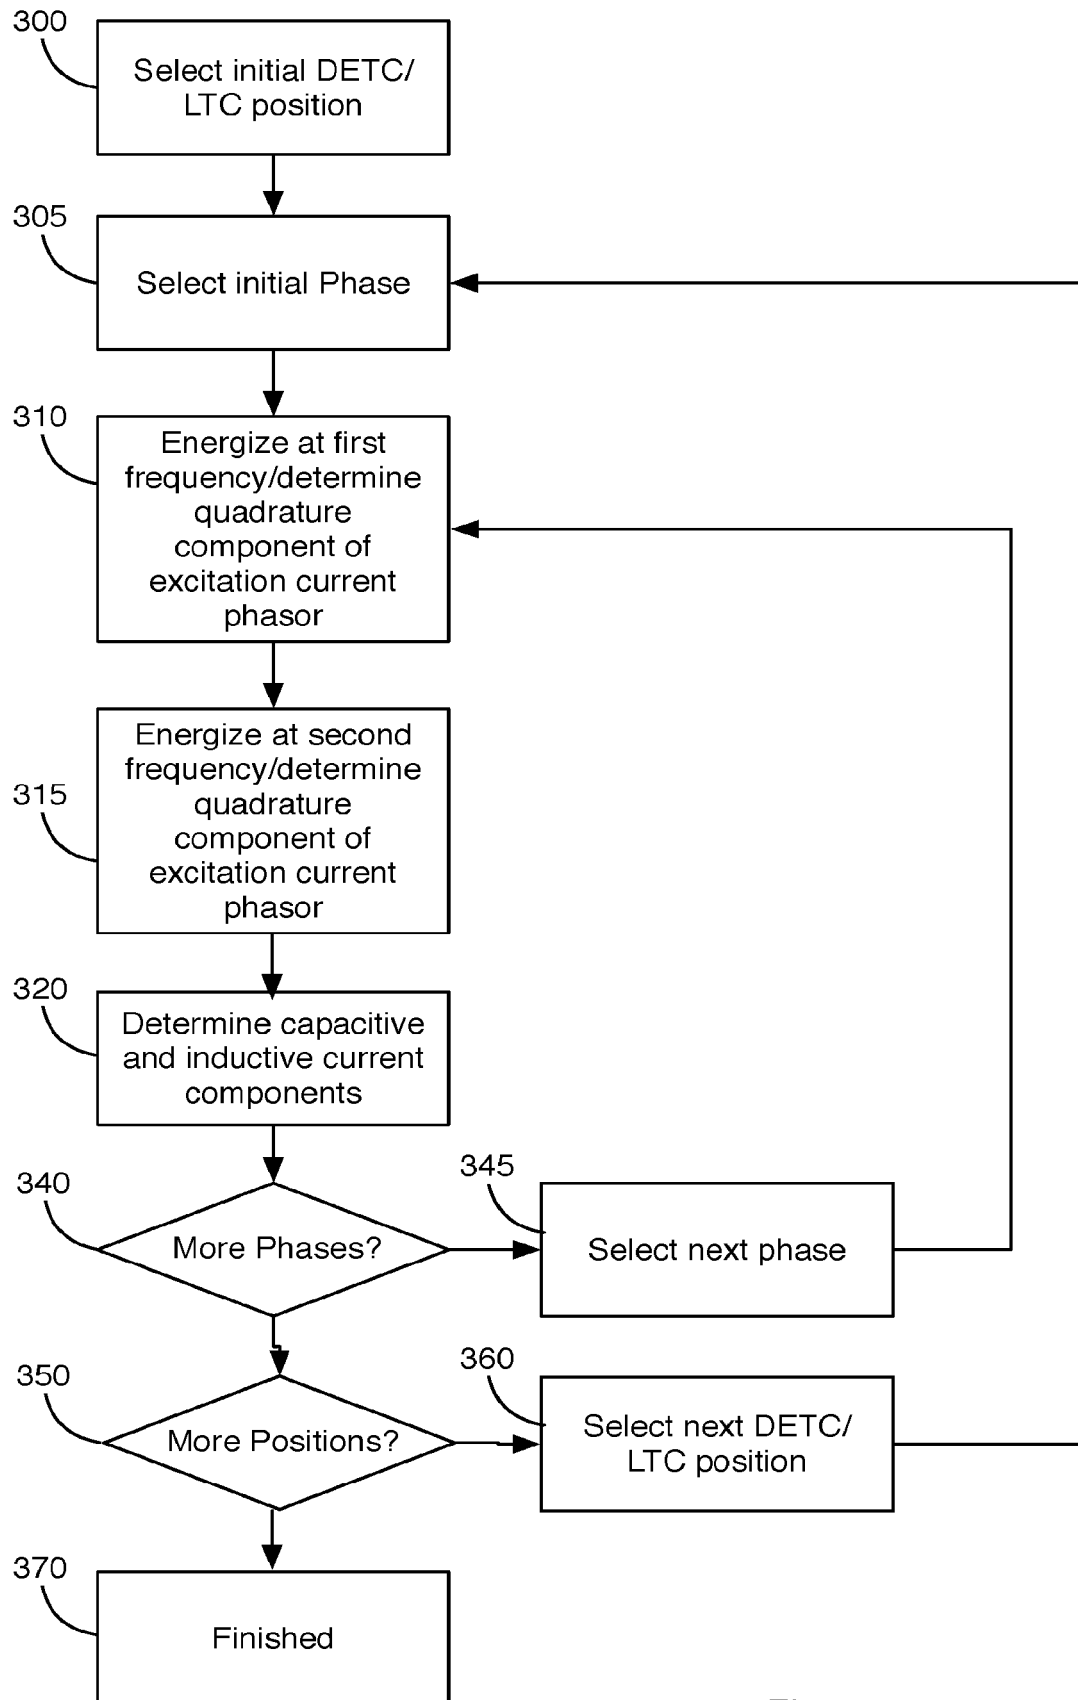 300
Select initial DETC/
LTC position
305
Select initial Phase
310
Energize at first
frequency/determine
quadrature
component of
excitation current
phasor
315
Energize at second
frequency/determine
quadrature
component of
excitation current
phasor
320
Determine capacitive
and inductive current
components
340
More Phases?
345
Select next phase
350
More Positions?
360
Select next DETC/
LTC position
370
Finished